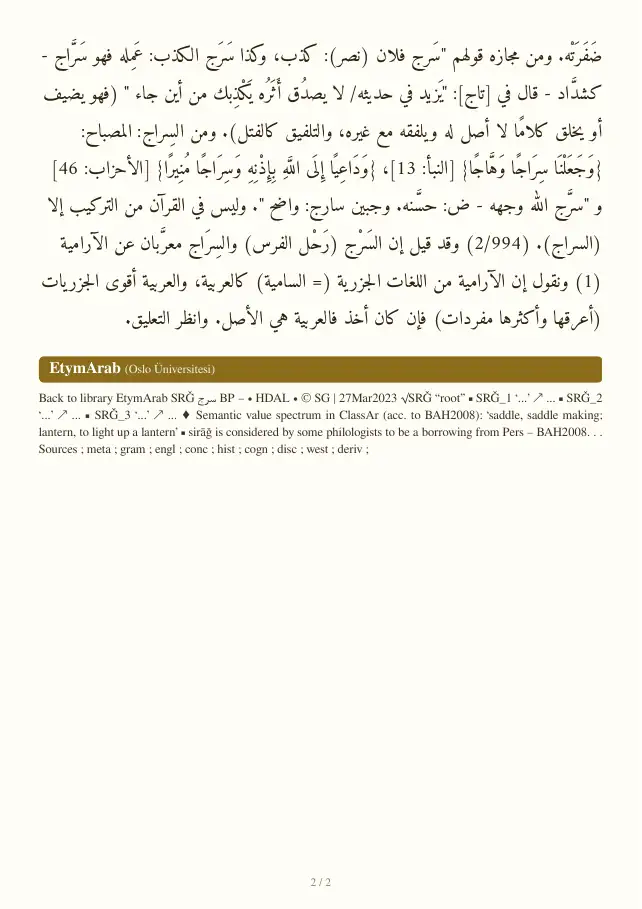 ضَفَرَتْه. ومن مجازه قولهم "سَرج فلان (نصر): كذب، وكذا سَرَج الكذب: عَمِله فهو سَرَّاج -
كشدَّاد - قال في [تاج]: "يَزيد في حديثه/ لا يصدُق أَثَرُه يَكْذِبك من أين جاء " (فهو يضيف
أو يخلق كلامًا لا أصل له ويلفقه مع غيره، والتلفيق كالفتل). ومن السِراج: المصباح:
{وَجَعَلْنَا سِرَاجًا وَهَّاجًا} [النبأ: 13]، {وَدَاعِيًا إِلَى اللَّهِ بِإِذْنِهِ وَسِرَاجًا مُنِيرًا} [الأحزاب: 46]
و "سرَّج الله وجهه - ض: حسَّنه. وجبين سارج: واضح ". وليس في القرآن من التركيب إلا
(السراج). (2/994) وقد قيل إن السَرْج (رَحْل الفرس) والسِرَاج معرَّبان عن الآرامية
(1) ونقول إن الآرامية من اللغات الجزرية (= السامية) كالعربية، والعربية أقوى الجزريات
(أعرقها وأكثرها مفردات) فإن كان أخذ فالعربية هي الأصل. وانظر التعليق.
EtymArab (Oslo Üniversitesi)
Back to library EtymArab SRǦ سرج BP – • HDAL • © SG | 27Mar2023 √SRǦ “root” ▪ SRǦ_1 ‘...’ ↗ ... ▪ SRǦ_2
‘...’ ↗ ... ▪ SRǦ_3 ‘...’ ↗ ... ♦ Semantic value spectrum in ClassAr (acc. to BAH2008): ‘saddle, saddle making;
lantern, to light up a lantern’ ▪ sirāǧ is considered by some philologists to be a borrowing from Pers – BAH2008. . .
Sources ; meta ; gram ; engl ; conc ; hist ; cogn ; disc ; west ; deriv ;
2 / 2